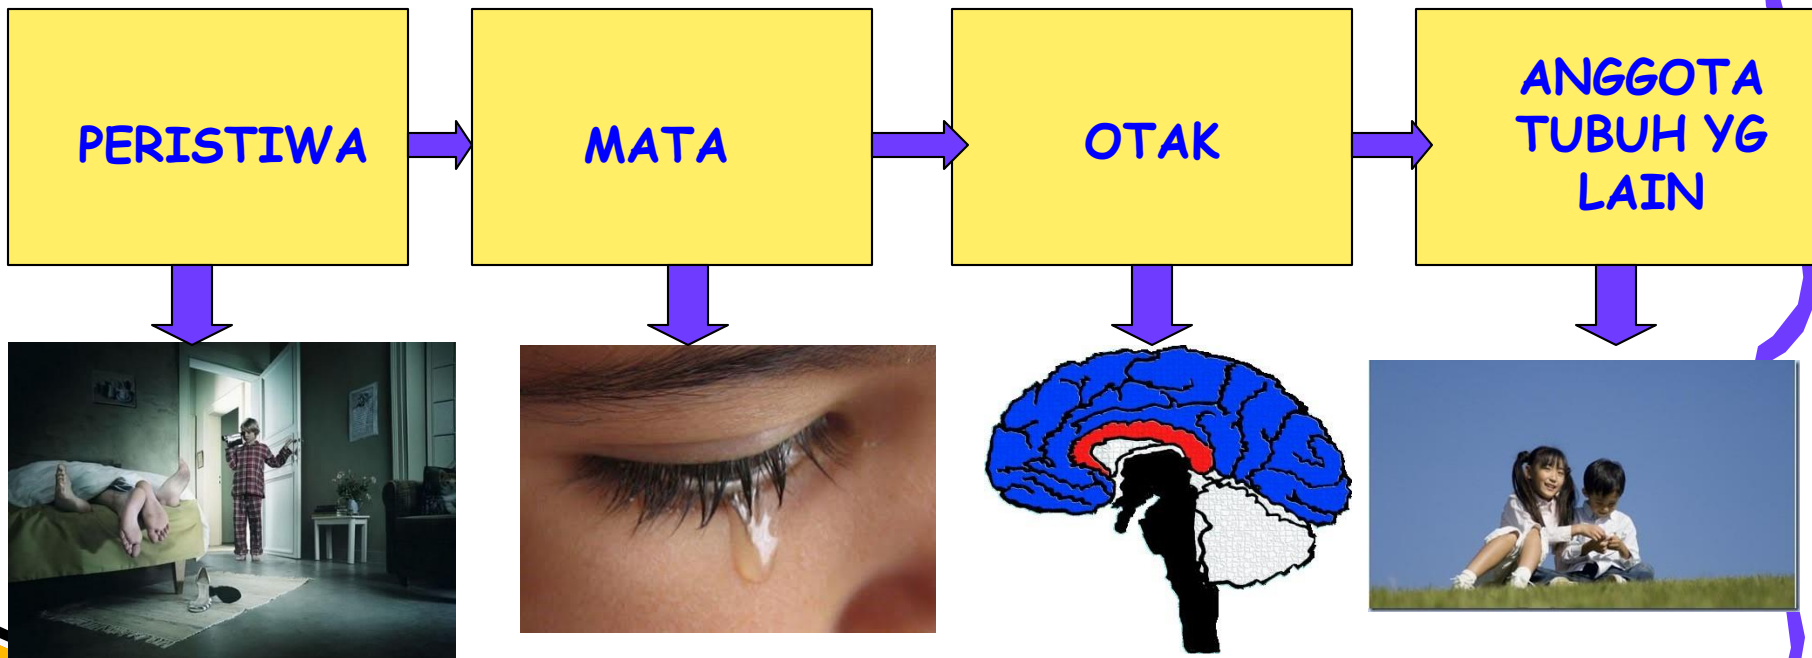 PERISTIWA
MATA
OTAK
ANGGOTA
TUBUH YG
LAIN